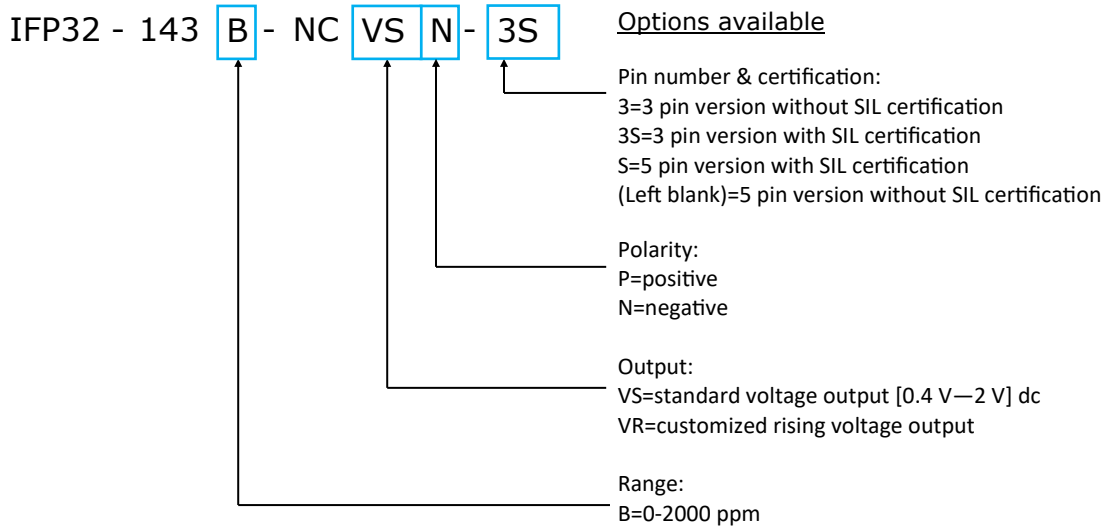 IFP32 - 143 B - NC VS N - 3S
Options available
Pin number & certification:
3=3 pin version without SIL certification
3S=3 pin version with SIL certification
S=5 pin version with SIL certification
(Left blank)=5 pin version without SIL certification
Polarity:
P=positive
N=negative
Output:
VS=standard voltage output [0.4 V—2 V] dc
VR=customized rising voltage output
Range:
B=0-2000 ppm